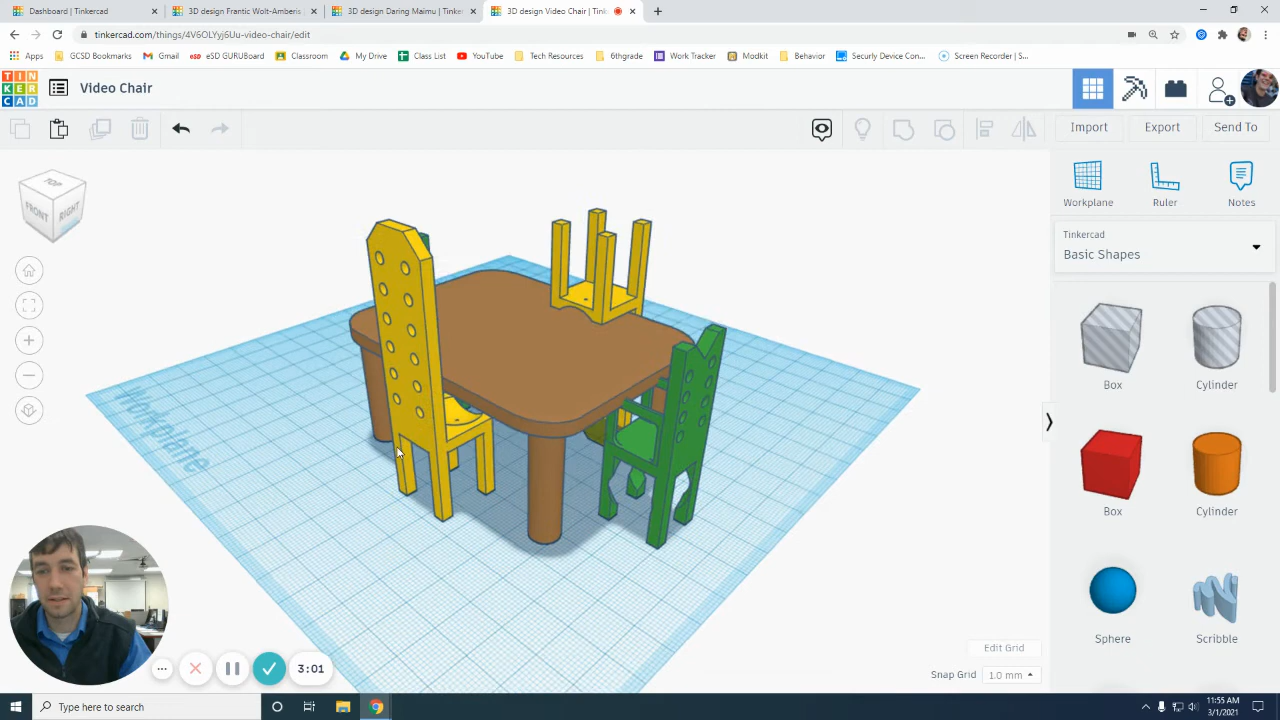 Dashboard | Tinkercad
3D design Frantic Wolt-Amberis
3D design Daring Maimu | Tinker
3D design Video Chair | Tink
tinkercad.com/things/4V6OLYyj6Uu-video-chair/edit
Apps
GCSD Bookmarks
Gmail
eSD GURUBoard
Classroom
My Drive
Class List
YouTube
Tech Resources
6thgrade
Work Tracker
Modkit
Behavior
Securly Device Con...
Screen Recorder | S...
TIN
KER
CAD
Video Chair
Import
Export
Send To
TOP
FRONT
RIGHT
Workplane
Ruler
Notes
Tinkercad
Basic Shapes
Box
Cylinder
Box
Cylinder
Sphere
Scribble
Workplane
Edit Grid
Snap Grid
1.0 mm
3:01
Type here to search
11:55 AM
3/1/2021